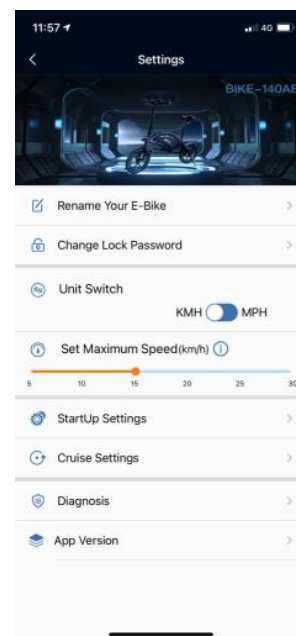 11:57 4G
Settings
BIKE-140AE
Rename Your E-Bike
Change Lock Password
Unit Switch
KMH MPH
Set Maximum Speed(km/h)
5 10 15 20 25 30
StartUp Settings
Cruise Settings
Diagnosis
App Version